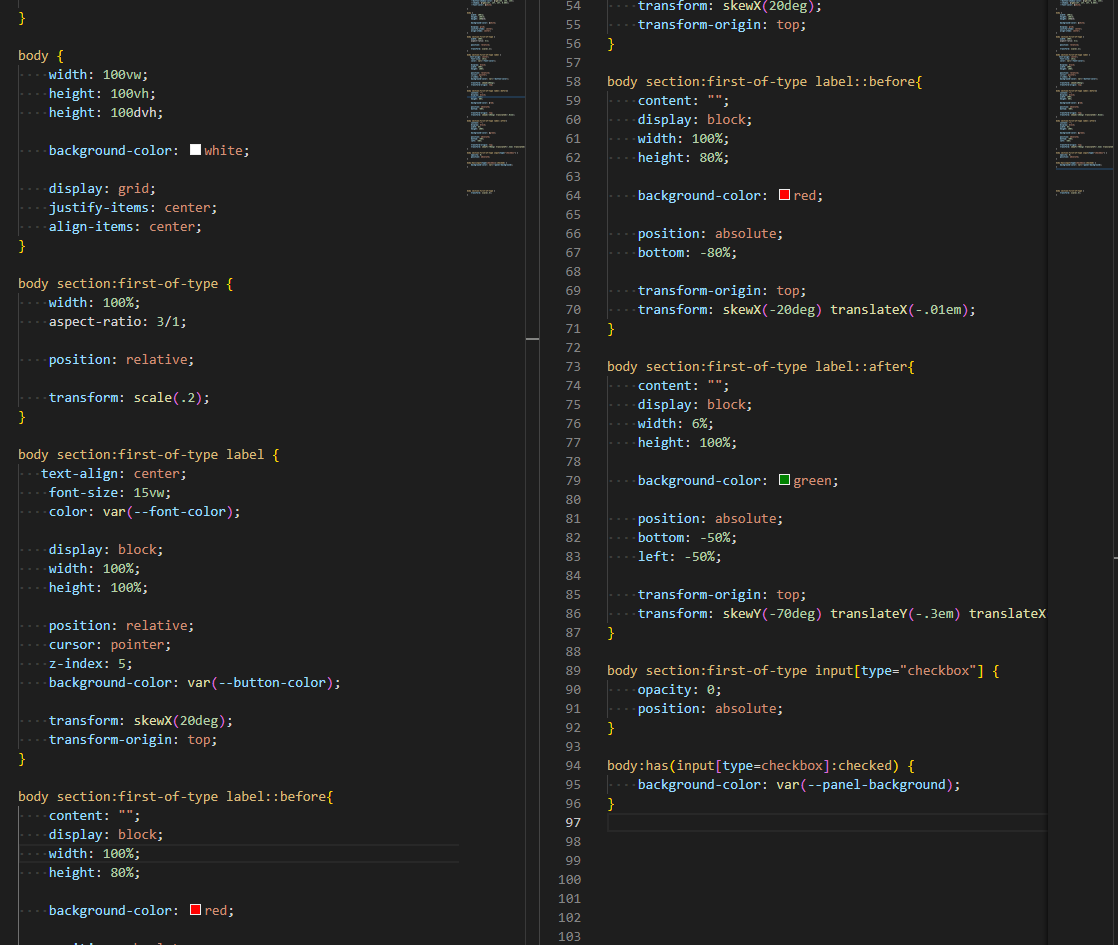 }
body {
width: 100vw;
height: 100vh;
height: 100dvh;
background-color: white;
display: grid;
justify-items: center;
align-items: center;
}
body section:first-of-type {
width: 100%;
aspect-ratio: 3/1;
position: relative;
transform: scale(.2);
}
body section:first-of-type label {
text-align: center;
font-size: 15vw;
color: var(--font-color);
display: block;
width: 100%;
height: 100%;
position: relative;
cursor: pointer;
z-index: 5;
background-color: var(--button-color);
transform: skewX(20deg);
transform-origin: top;
}
body section:first-of-type label::before{
content: "";
display: block;
width: 100%;
height: 80%;
background-color: red;
54 transform: skewX(20deg);
55 transform-origin: top;
56 }
57
58 body section:first-of-type label::before{
59 content: "";
60 display: block;
61 width: 100%;
62 height: 80%;
63
64 background-color: red;
65
66 position: absolute;
67 bottom: -80%;
68
69 transform-origin: top;
70 transform: skewX(-20deg) translateX(-.01em);
71 }
72
73 body section:first-of-type label::after{
74 content: "";
75 display: block;
76 width: 6%;
77 height: 100%;
78
79 background-color: green;
80
81 position: absolute;
82 bottom: -50%;
83 left: -50%;
84
85 transform-origin: top;
86 transform: skewY(-70deg) translateY(-.3em) translateX
87 }
88
89 body section:first-of-type input[type="checkbox"] {
90 opacity: 0;
91 position: absolute;
92 }
93
94 body:has(input[type=checkbox]:checked) {
95 background-color: var(--panel-background);
96 }
97
98
99
100
101
102
103